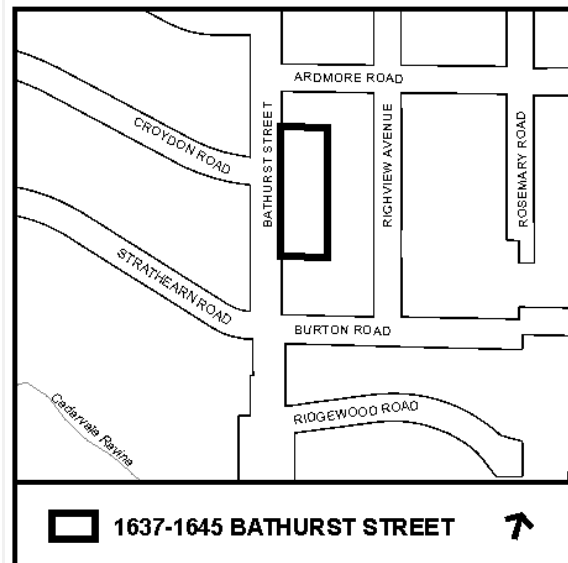 ARDMORE ROAD
CROYDON ROAD
BATHURST STREET
RICHVIEW AVENUE
ROSEMARY ROAD
STRATHEARN ROAD
BURTON ROAD
RIDGEWOOD ROAD
Cedarvale Ravine
1637-1645 BATHURST STREET